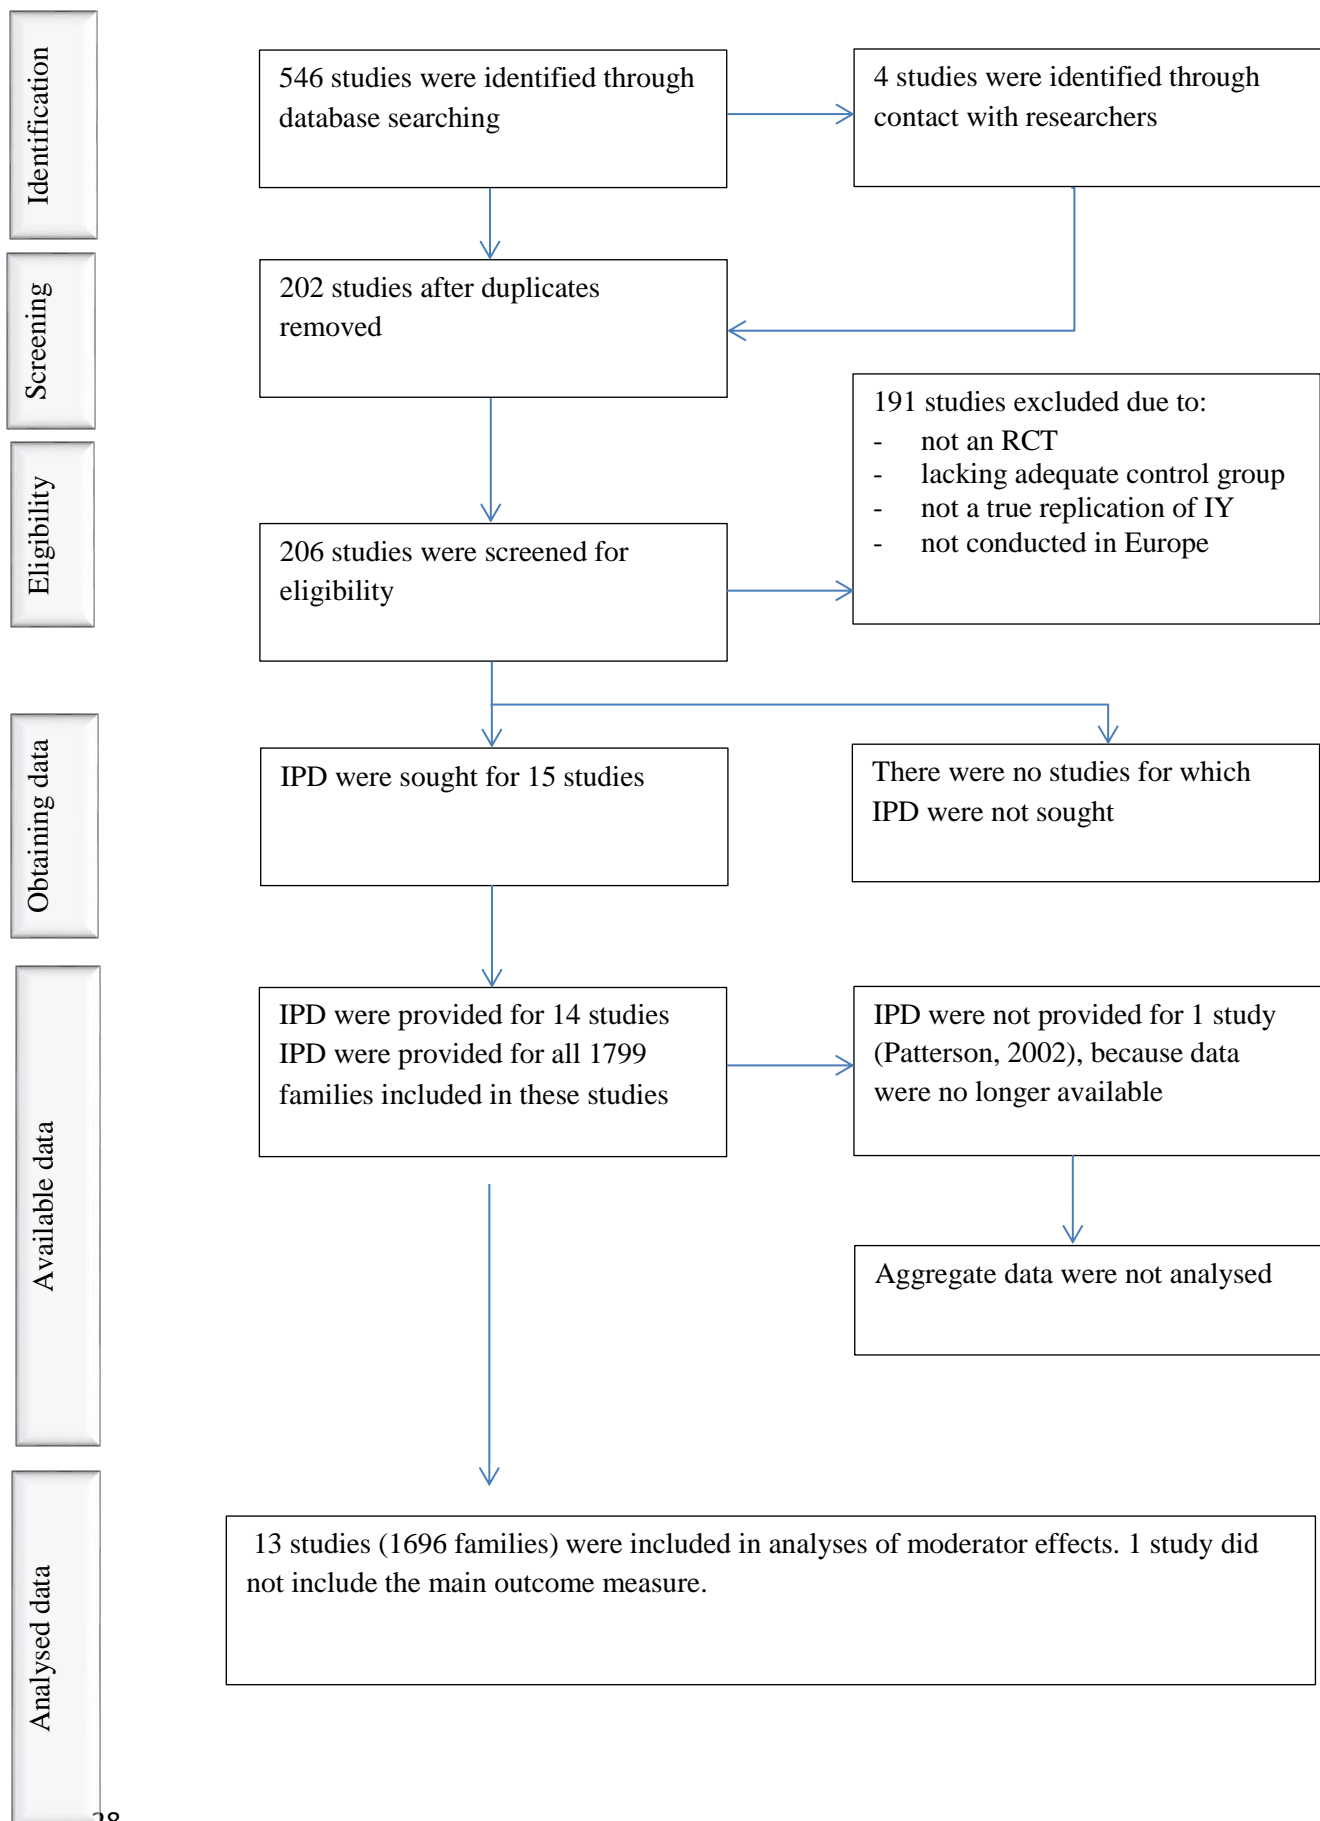 Identification
546 studies were identified through
database searching
4 studies were identified through
contact with researchers
Screening
202 studies after duplicates
removed
Eligibility
191 studies excluded due to:
- not an RCT
- lacking adequate control group
- not a true replication of IY
- not conducted in Europe
206 studies were screened for
eligibility
Obtaining data
IPD were sought for 15 studies
There were no studies for which
IPD were not sought
Available data
IPD were provided for 14 studies
IPD were provided for all 1799
families included in these studies
IPD were not provided for 1 study
(Patterson, 2002), because data
were no longer available
Aggregate data were not analysed
Analysed data
13 studies (1696 families) were included in analyses of moderator effects. 1 study did
not include the main outcome measure.